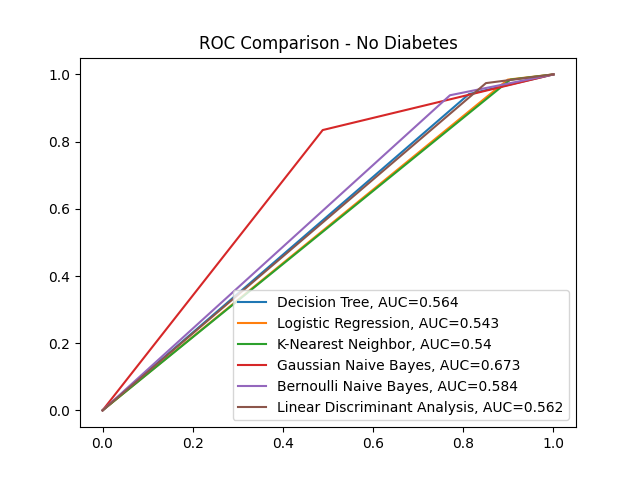 ROC Comparison - No Diabetes
1.0
0.8
0.6
0.4
0.2
0.0
Decision Tree, AUC=0.564
Logistic Regression, AUC=0.543
K-Nearest Neighbor, AUC=0.54
Gaussian Naive Bayes, AUC=0.673
Bernoulli Naive Bayes, AUC=0.584
Linear Discriminant Analysis, AUC=0.562
0.0 0.2 0.4 0.6 0.8 1.0